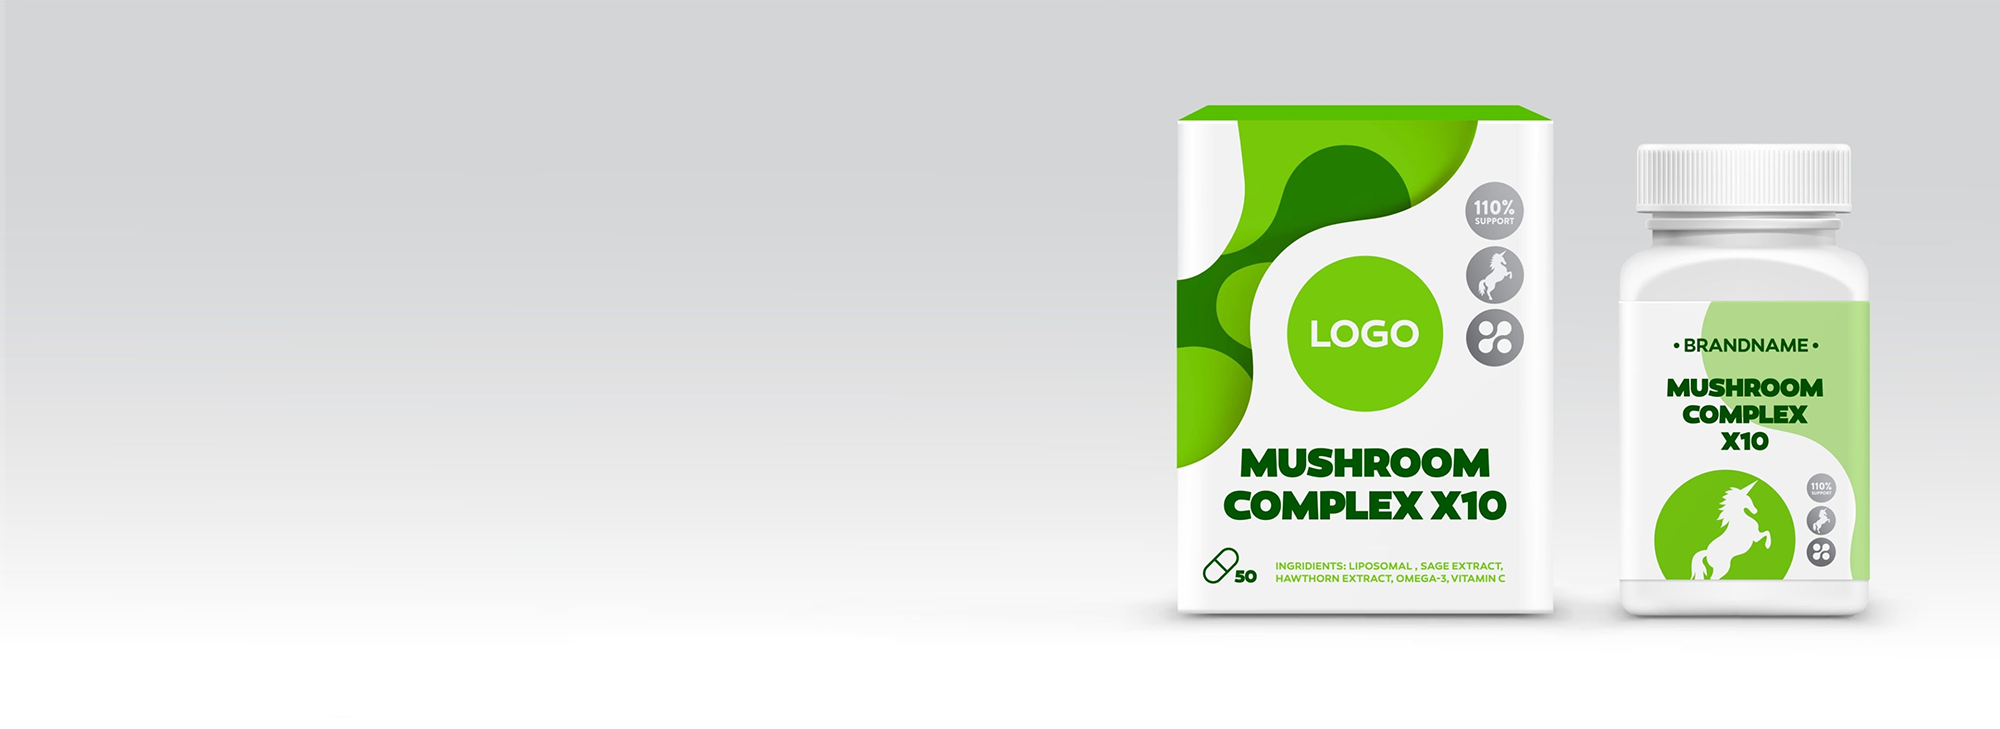 110%
SUPPORT
LOGO
MUSHROOM
COMPLEX X10
50
INGRIDIENTS: LIPOSOMAL , SAGE EXTRACT,
HAWTHORN EXTRACT, OMEGA-3, VITAMIN C
• BRANDNAME •
MUSHROOM
COMPLEX
X10
110%
SUPPORT